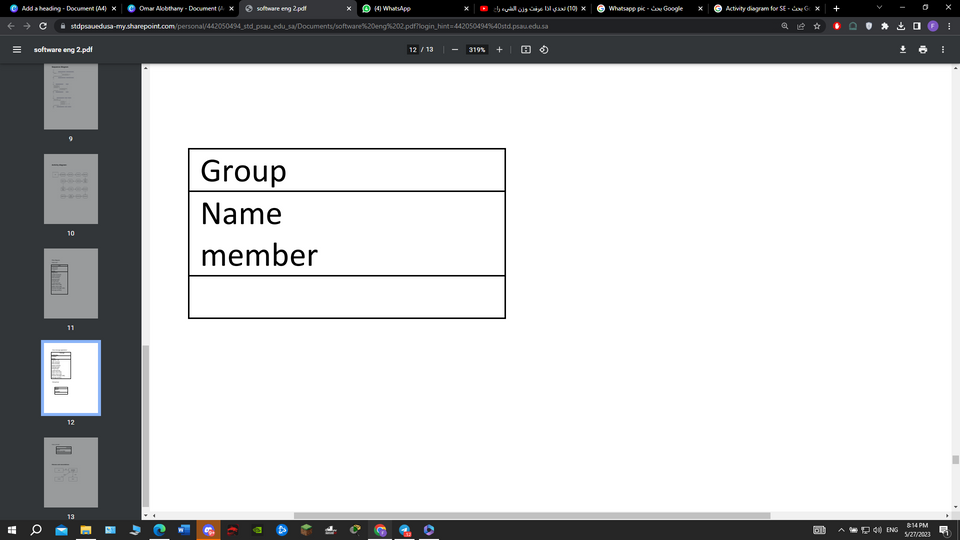 Add a heading - Document (A4)
Omar Alobthany - Document (A
software eng 2.pdf
(4) WhatsApp
Whatsapp pic - بحث Google
Activity diagram for SE - بحث G
stdpsauedusa-my.sharepoint.com/personal/442050494_std_psau_edu_sa/Documents/software%20eng%202.pdf?login_hint=442050494%40std.psau.edu.sa
F
software eng 2.pdf
12 / 13
319%
9
10
11
12
13
Group
Name
member
ENG
8:14 PM
5/27/2023